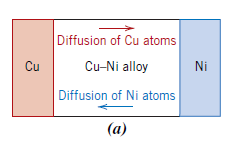 Diffusion of Cu atoms
Cu Cu–Ni alloy Ni
Diffusion of Ni atoms
(a)